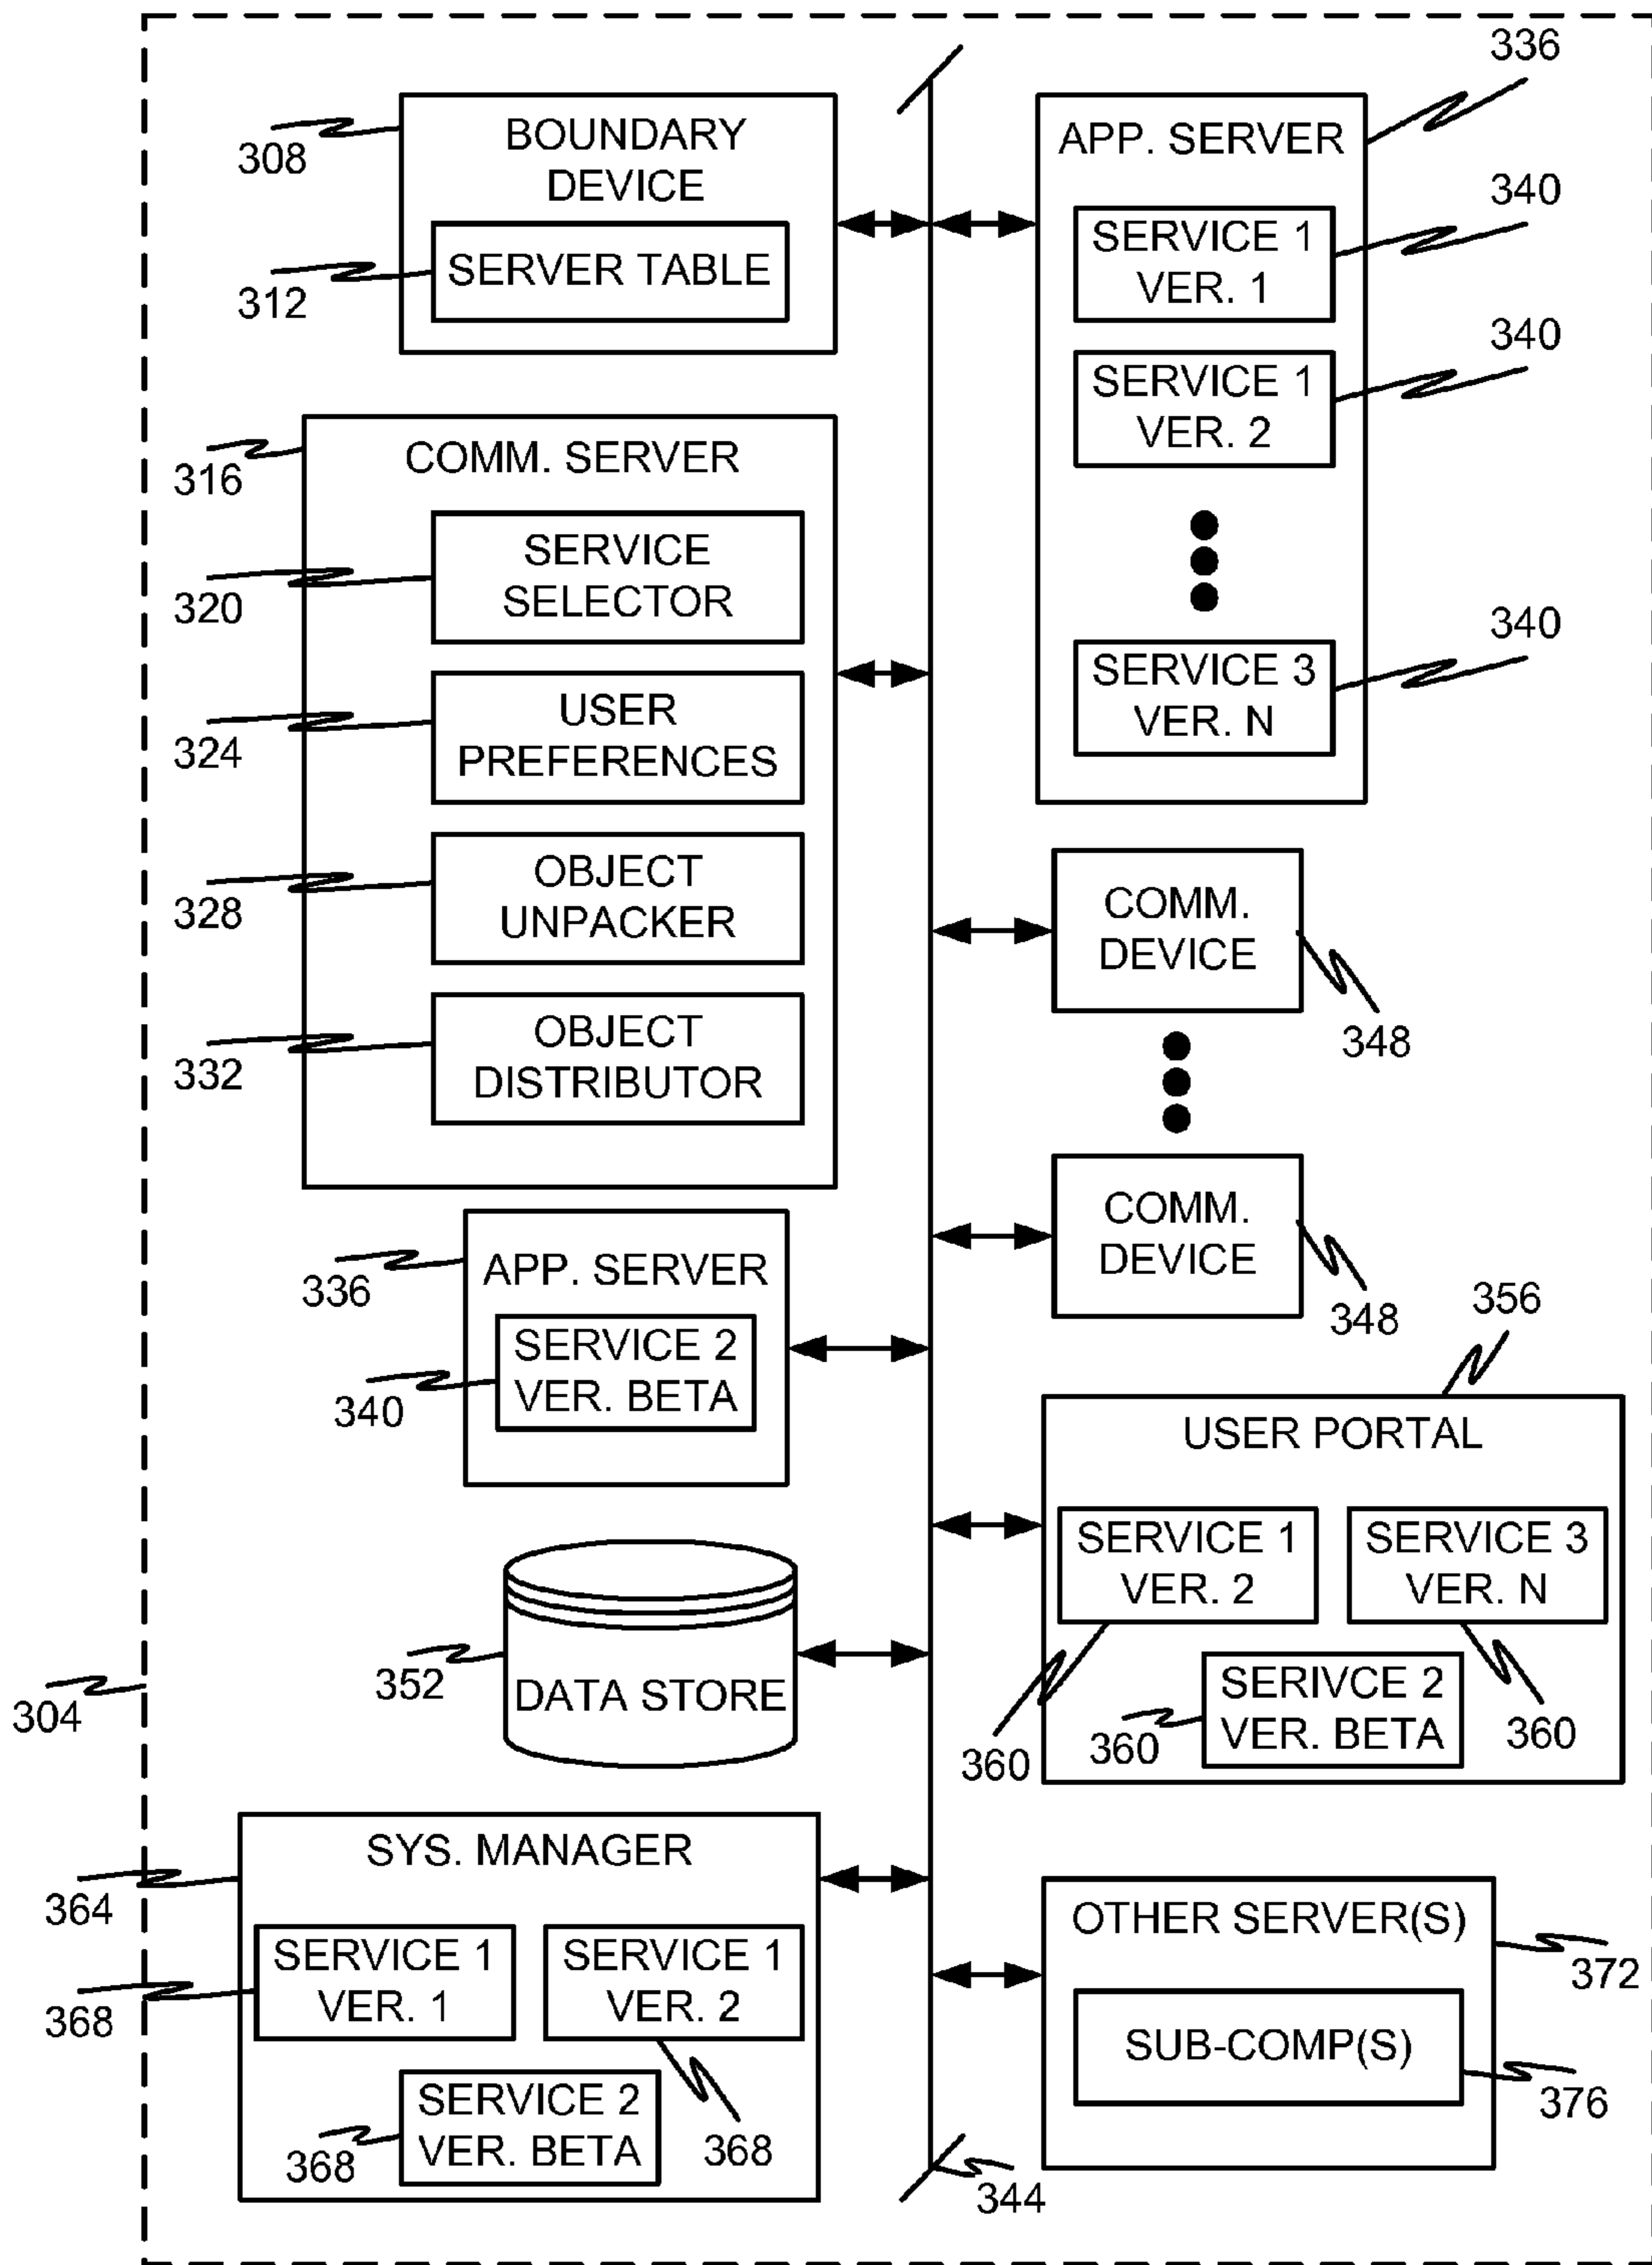 308
BOUNDARY
DEVICE
312
SERVER TABLE
316
COMM. SERVER
320
SERVICE
SELECTOR
324
USER
PREFERENCES
328
OBJECT
UNPACKER
332
OBJECT
DISTRIBUTOR
336
APP. SERVER
340
SERVICE 2
VER. BETA
352
DATA STORE
304
364
SYS. MANAGER
368
SERVICE 1
VER. 1
SERVICE 1
VER. 2
368
SERVICE 2
VER. BETA
368
344
336
APP. SERVER
340
SERVICE 1
VER. 1
340
SERVICE 1
VER. 2
340
SERVICE 3
VER. N
COMM.
DEVICE
348
COMM.
DEVICE
348
356
USER PORTAL
SERVICE 1
VER. 2
SERVICE 3
VER. N
360
360
SERIVCE 2
VER. BETA
360
OTHER SERVER(S)
372
SUB-COMP(S)
376